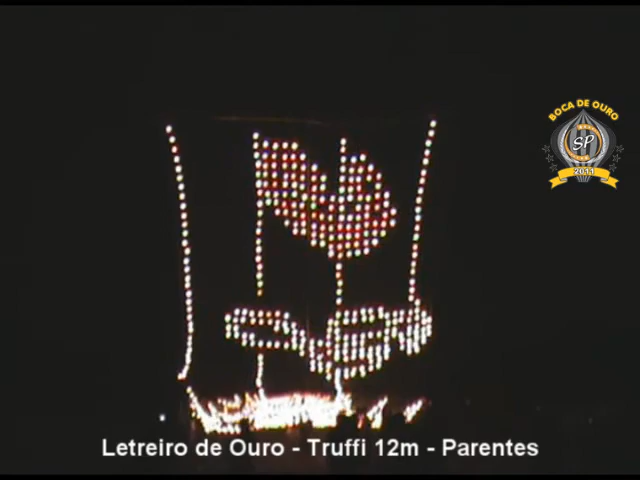 BOCA DE OURO
SP
2011
Letreiro de Ouro - Truffi 12m - Parentes